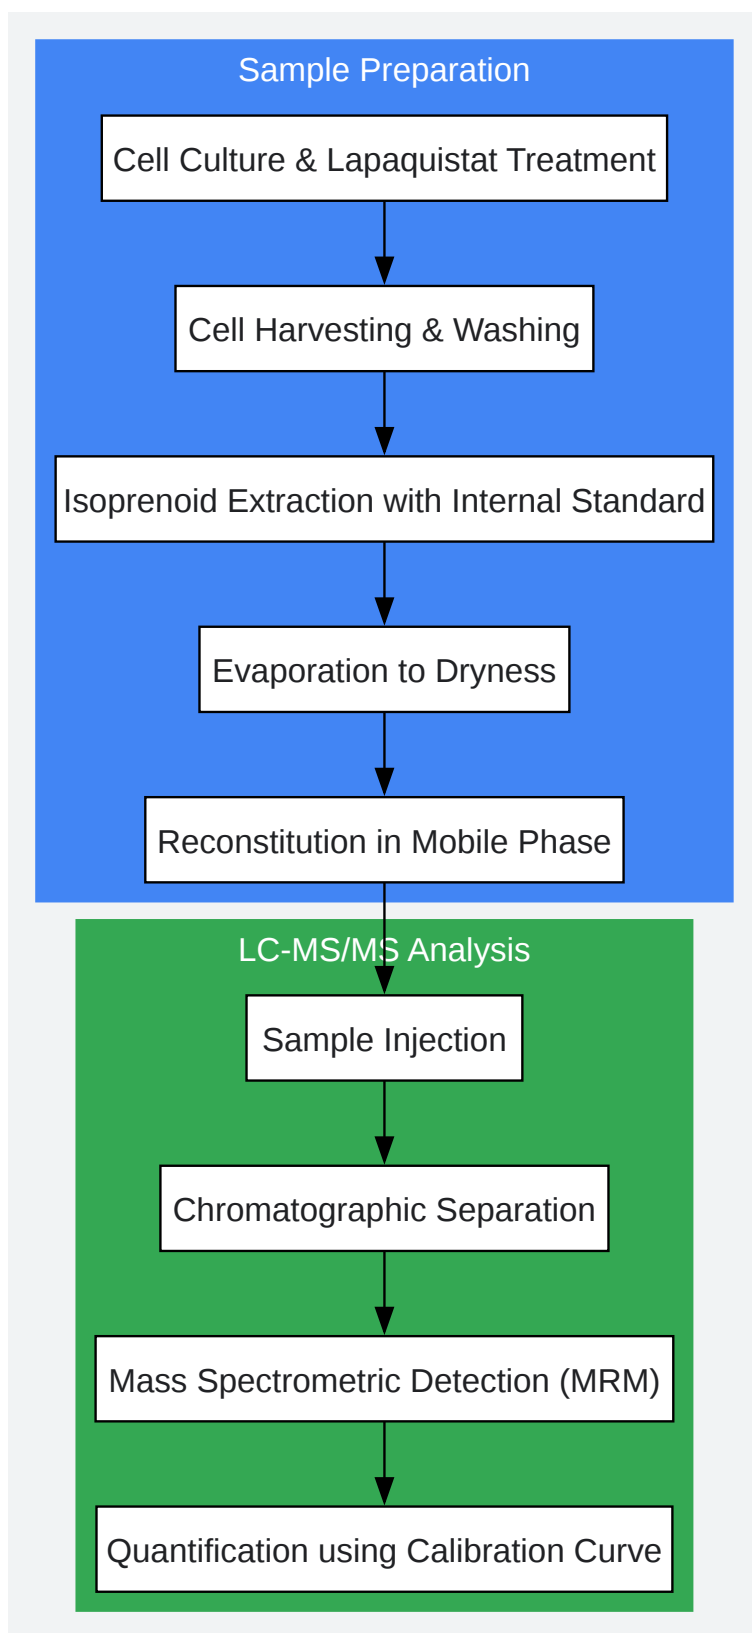 Sample Preparation
Cell Culture & Lapaquistat Treatment
Cell Harvesting & Washing
Isoprenoid Extraction with Internal Standard
Evaporation to Dryness
Reconstitution in Mobile Phase
LC-MS/MS Analysis
Sample Injection
Chromatographic Separation
Mass Spectrometric Detection (MRM)
Quantification using Calibration Curve